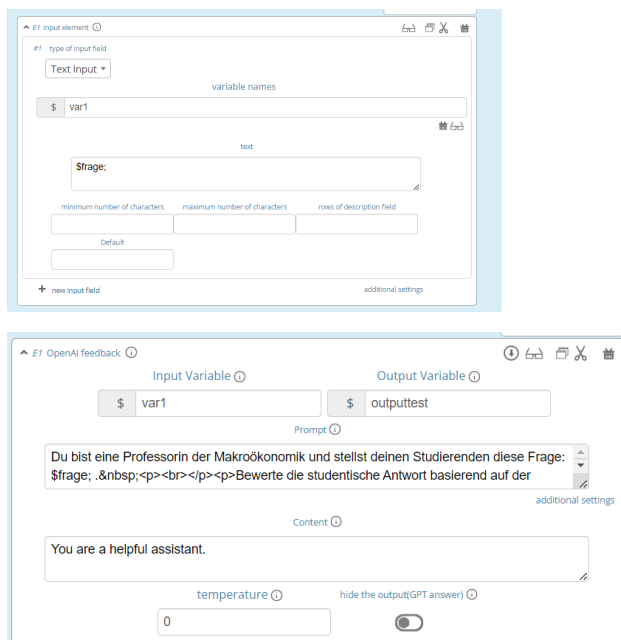 E1 Input element
#1 type of input field
Text Input
variable names
$ var1
text
$frage;
minimum number of characters maximum number of characters rows of description field
Default
+ new input field additional settings
E1 OpenAI feedback
Input Variable Output Variable
$ var1 $ outputtest
Prompt
Du bist eine Professorin der Makroökonomik und stellst deinen Studierenden diese Frage:
$frage; .&nbsp;<p><br></p><p>Bewerte die studentische Antwort basierend auf der
additional settings
Content
You are a helpful assistant.
temperature hide the output(GPT answer)
0